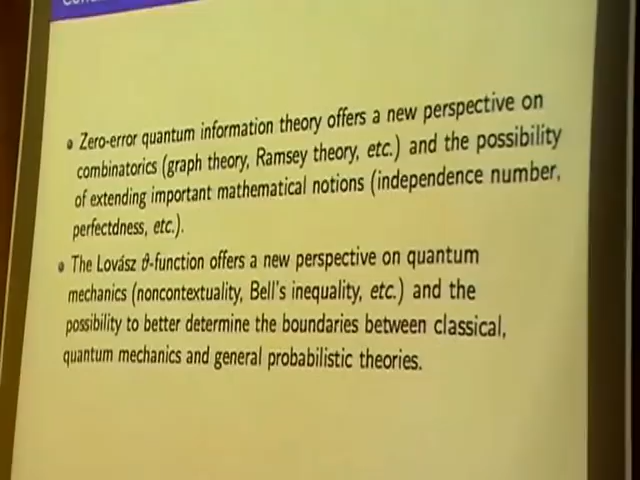 • Zero-error quantum information theory offers a new perspective on
combinatorics (graph theory, Ramsey theory, etc.) and the possibility
of extending important mathematical notions (independence number,
perfectdness, etc.).
• The Lovász ϑ-function offers a new perspective on quantum
mechanics (noncontextuality, Bell's inequality, etc.) and the
possibility to better determine the boundaries between classical,
quantum mechanics and general probabilistic theories.